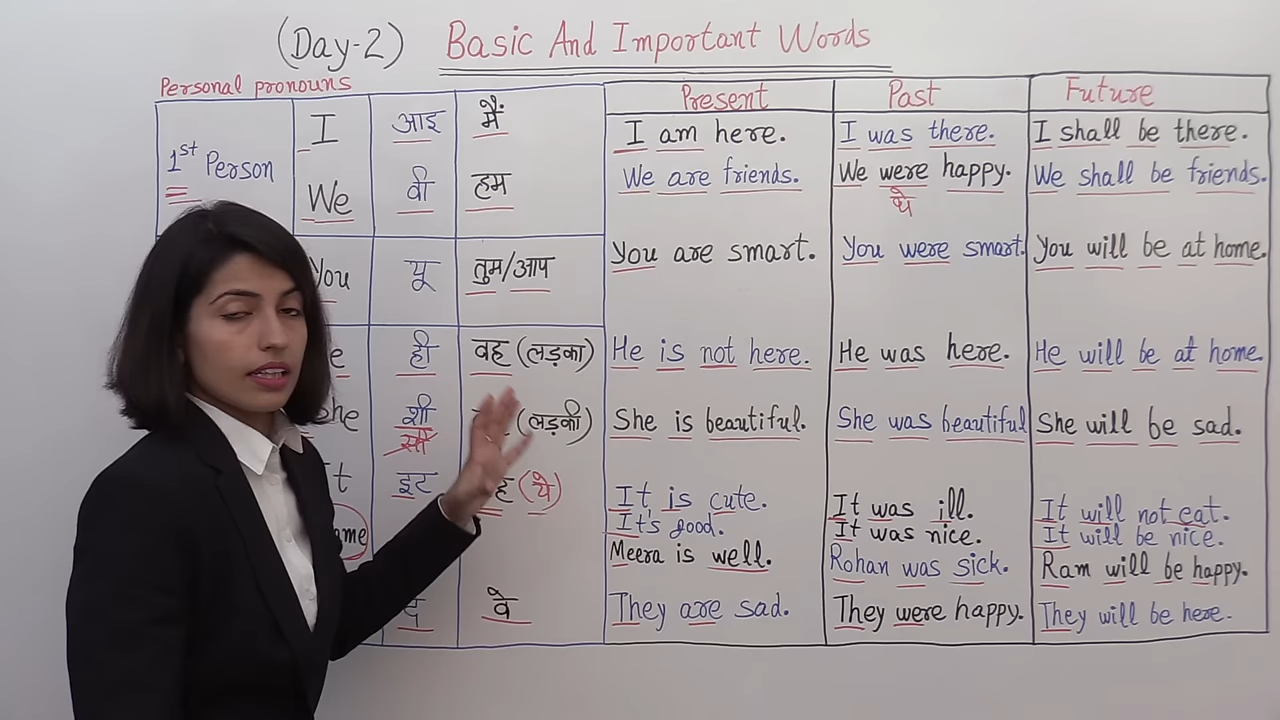 (Day-2) Basic And Important Words
Personal pronouns
Present Past Future
1st Person
I आइ मैं I am here. I was there. I shall be there.
We वी हम We are friends. We were happy. We shall be friends.
थे
You यू तुम/आप You are smart. You were smart. You will be at home.
ही वह (लड़का) He is not here. He was here. He will be at home.
शी (लड़की) She is beautiful. She was beautiful She will be sad.
इट (ये) It is cute. It was ill. It will not eat.
It's good. It was nice. It will be nice.
Meera is well. Rohan was sick. Ram will be happy.
वे They are sad. They were happy. They will be here.